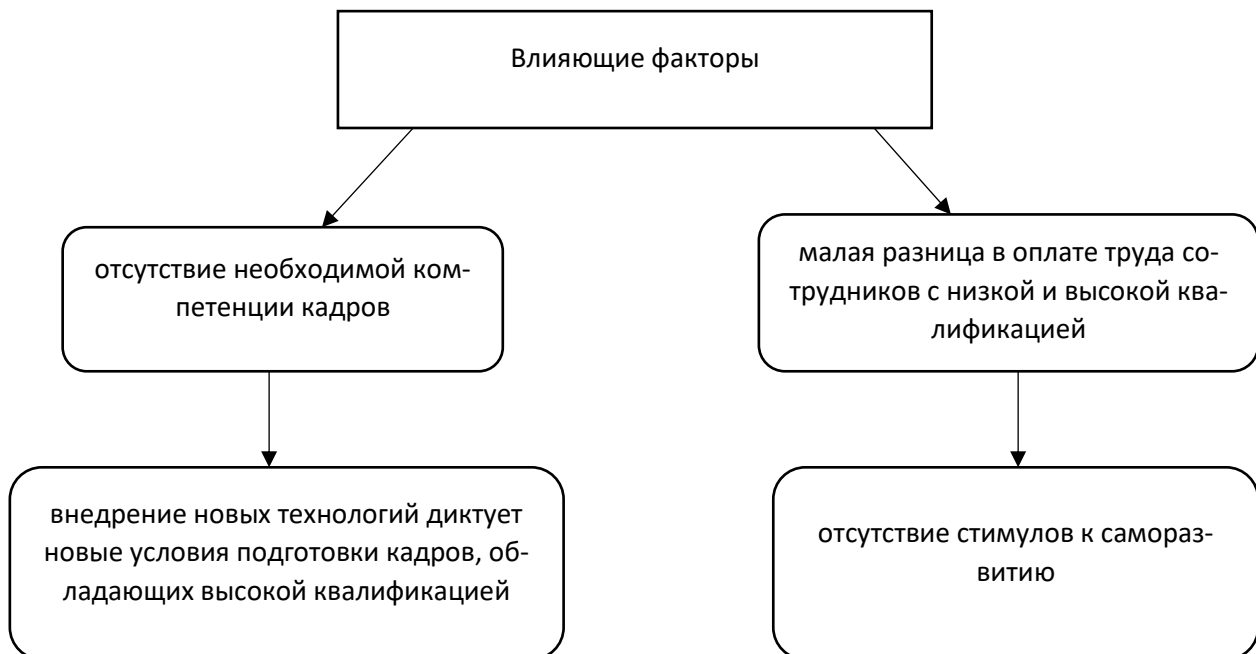 Влияющие факторы
отсутствие необходимой ком-
петенции кадров
малая разница в оплате труда со-
трудников с низкой и высокой ква-
лификацией
внедрение новых технологий диктует
новые условия подготовки кадров, об-
ладающих высокой квалификацией
отсутствие стимулов к самораз-
витию